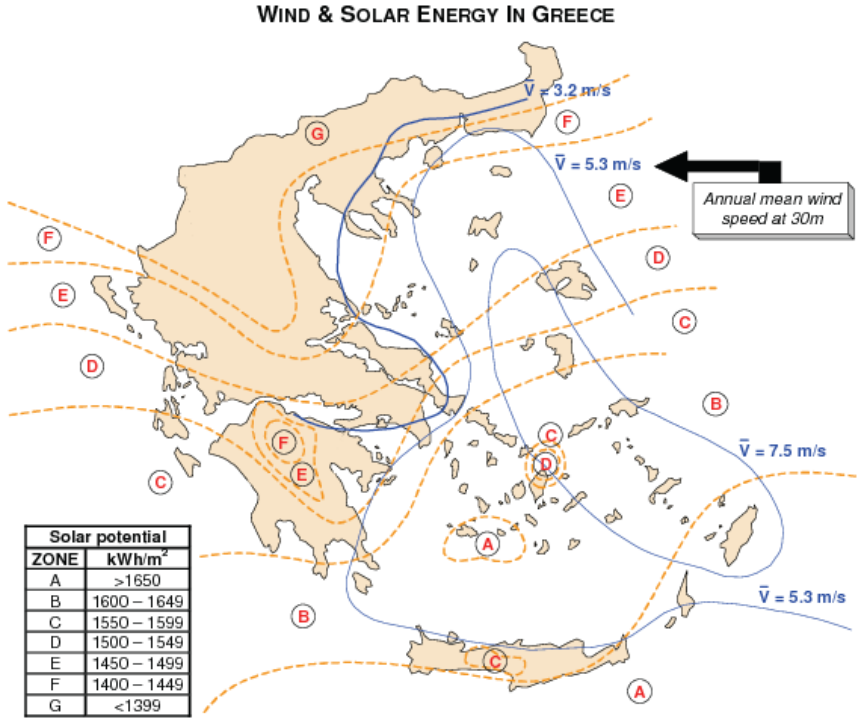 WIND & SOLAR ENERGY IN GREECE
V̄ = 3.2 m/s
F
G
V̄ = 5.3 m/s
Annual mean wind
speed at 30m
E
F
D
E
C
D
B
C
F
V̄ = 7.5 m/s
D
E
C
A
Solar potential
ZONE kWh/m²
A >1650
B 1600 – 1649
C 1550 – 1599
D 1500 – 1549
E 1450 – 1499
F 1400 – 1449
G <1399
V̄ = 5.3 m/s
B
C
A